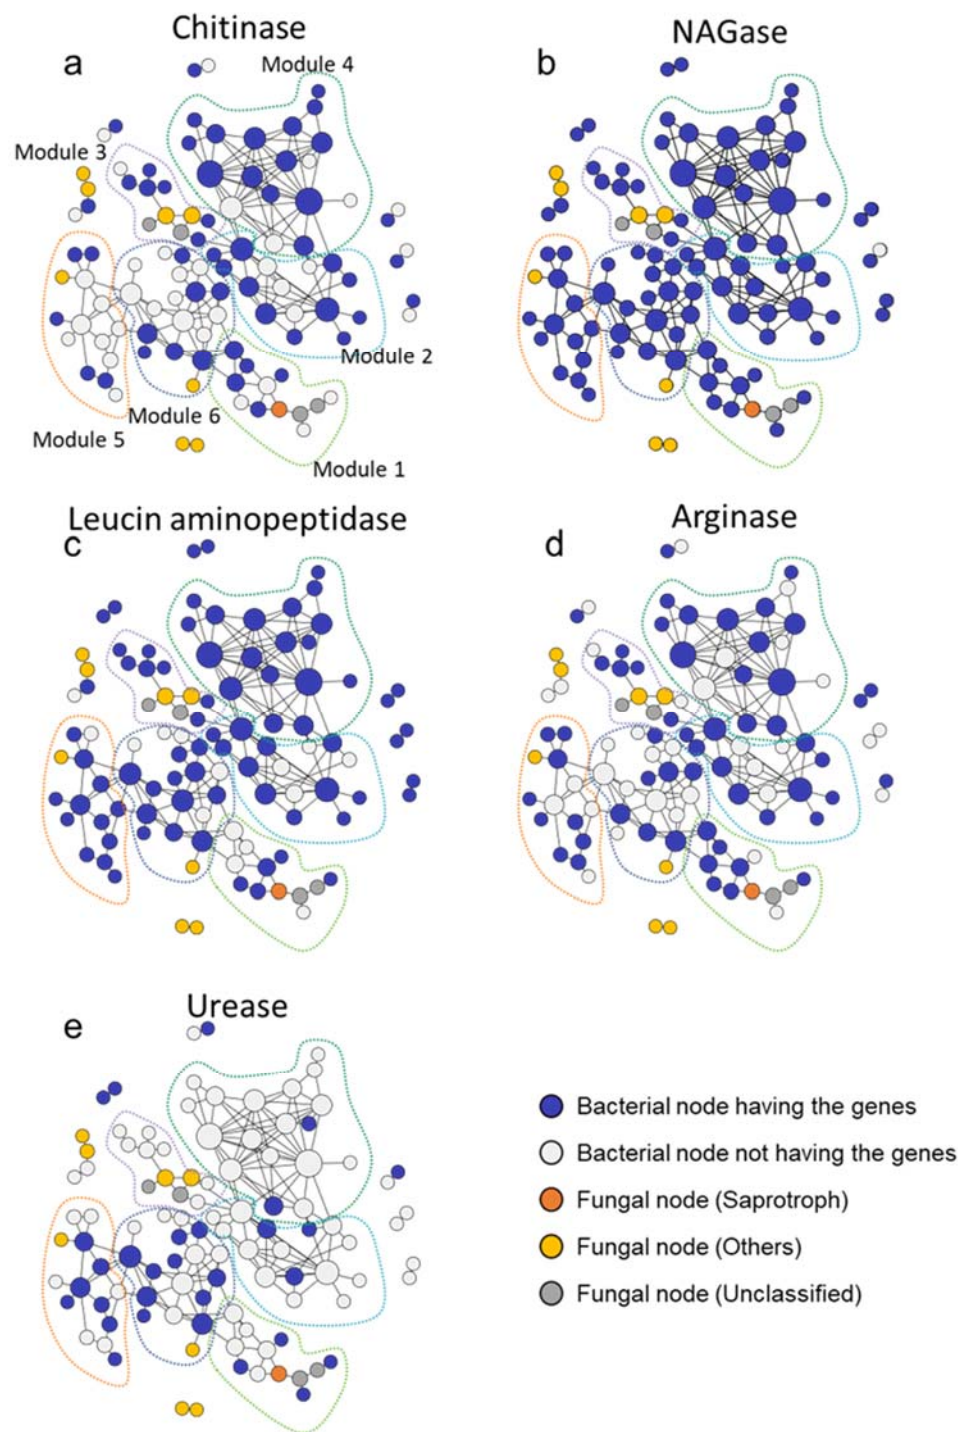 Chitinase
NAGase
a
Module 4
b
Module 3
Module 2
Module 6
Module 5
Module 1
Leucin aminopeptidase
Arginase
c
d
Urease
e
Bacterial node having the genes
Bacterial node not having the genes
Fungal node (Saprotroph)
Fungal node (Others)
Fungal node (Unclassified)